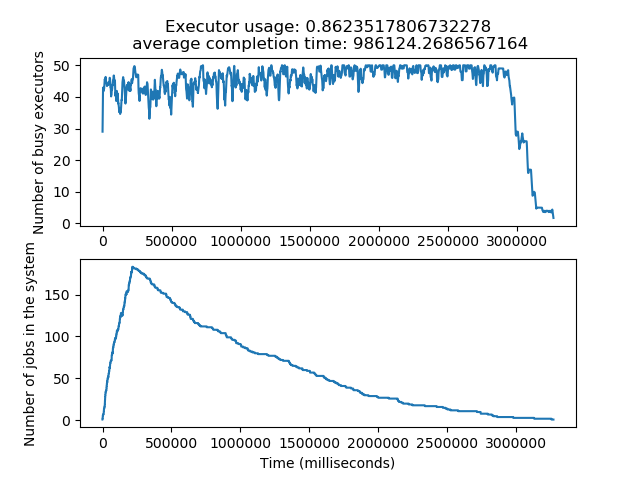 Executor usage: 0.8623517806732278
average completion time: 986124.2686567164
Number of busy executors
50
40
30
20
10
0
0 500000 1000000 1500000 2000000 2500000 3000000
Number of jobs in the system
150
100
50
0
0 500000 1000000 1500000 2000000 2500000 3000000
Time (milliseconds)